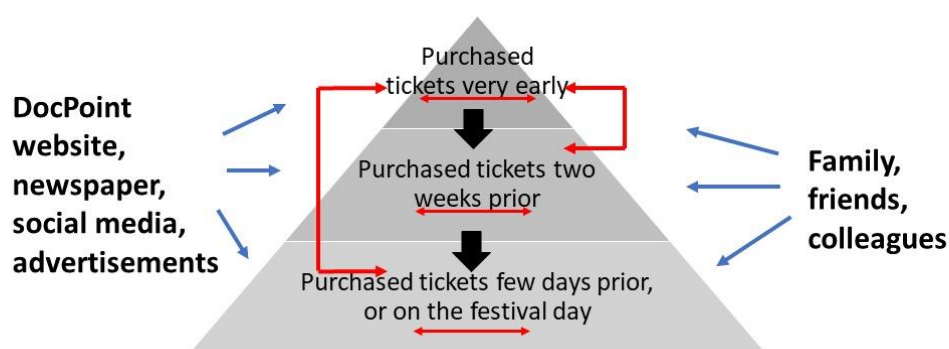 DocPoint
website,
newspaper,
social media,
advertisements
Purchased
tickets very early
Purchased tickets two
weeks prior
Purchased tickets few days prior,
or on the festival day
Family,
friends,
colleagues